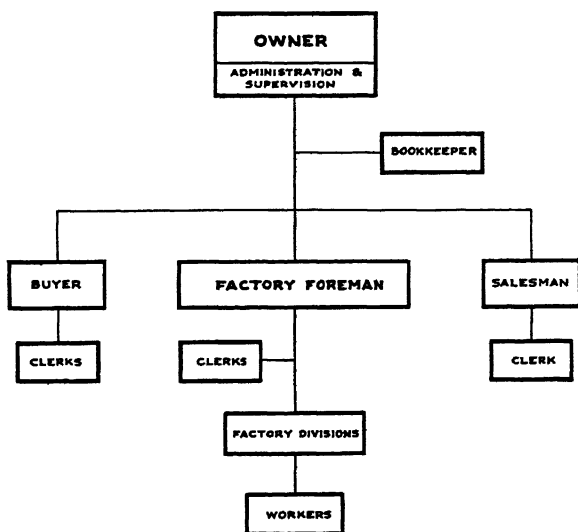 OWNER
ADMINISTRATION &
SUPERVISION
BOOKKEEPER
BUYER
FACTORY FOREMAN
SALESMAN
CLERKS
CLERKS
CLERK
FACTORY DIVISIONS
WORKERS